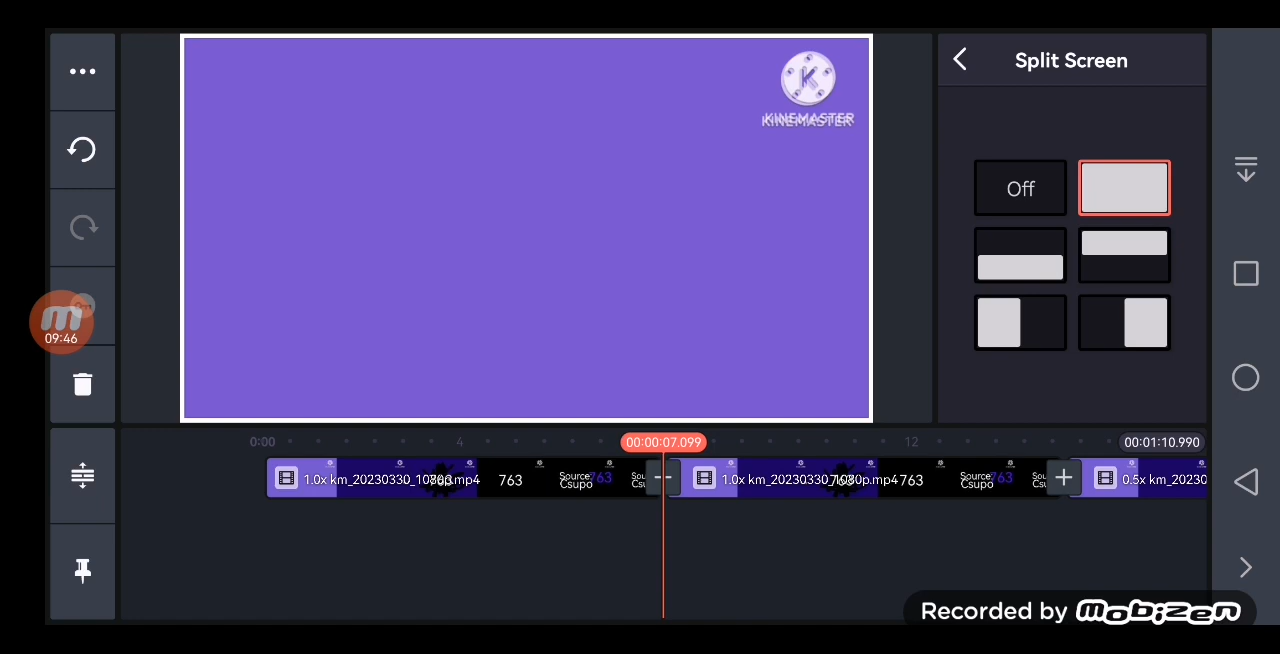 Split Screen
KINEMASTER
Off
09:46
0:00
4
00:00:07.099
12
00:01:10.990
1.0x km_20230330_1080p.mp4
763
Source
Csupo
763
1.0x km_20230330_1080p.mp4
763
Source
Csupo
763
0.5x km_20230
Recorded by mobizen